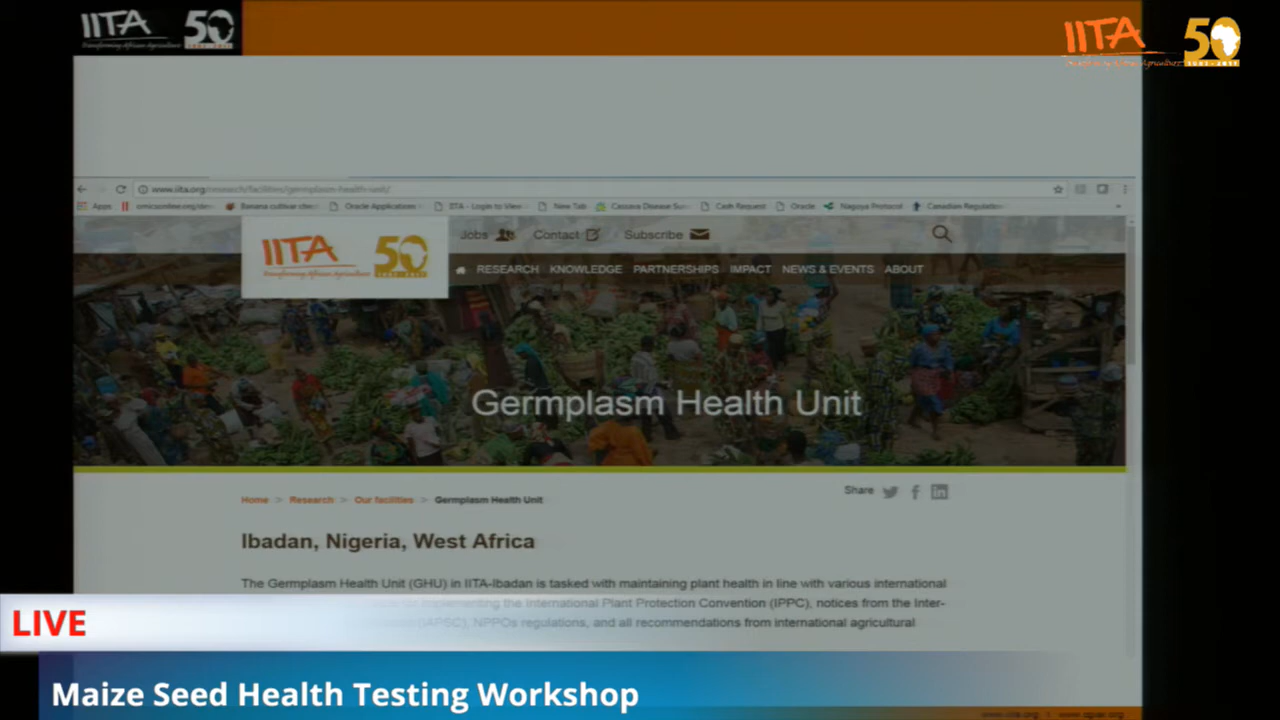 IITA 50
Transforming African Agriculture
IITA 50
www.iita.org/research/facilities/germplasm-health-unit/
Apps
Banana cultivar
Oracle Applications
IITA - Login to View
New Tab
Cassava Disease
Cash Request
Oracle
Nagoya Protocol
Canadian Regulation
Jobs Contact Subscribe
IITA 50
RESEARCH KNOWLEDGE PARTNERSHIPS IMPACT NEWS & EVENTS ABOUT
Germplasm Health Unit
Home > Research > Our facilities > Germplasm Health Unit
Share
Ibadan, Nigeria, West Africa
The Germplasm Health Unit (GHU) in IITA-Ibadan is tasked with maintaining plant health in line with various international
implementing the International Plant Protection Convention (IPPC), notices from the Inter-
(IAPSC), NPPOs regulations, and all recommendations from international agricultural
LIVE
Maize Seed Health Testing Workshop